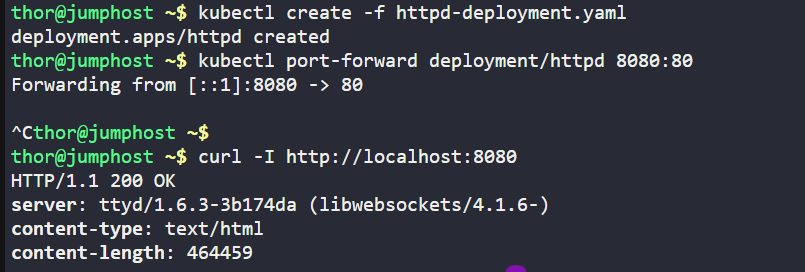 thor@jumphost ~$ kubectl create -f httpd-deployment.yaml
deployment.apps/httpd created
thor@jumphost ~$ kubectl port-forward deployment/httpd 8080:80
Forwarding from [::1]:8080 -> 80
^Cthor@jumphost ~$
thor@jumphost ~$ curl -I http://localhost:8080
HTTP/1.1 200 OK
server: ttyd/1.6.3-3b174da (libwebsockets/4.1.6-)
content-type: text/html
content-length: 464459